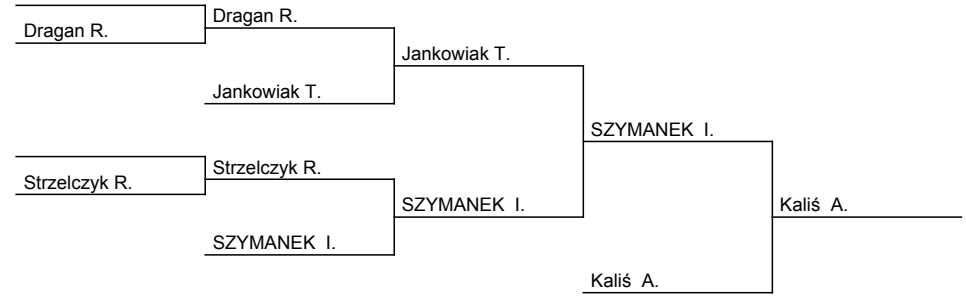 Dragan R.
Dragan R.
Jankowiak T.
Jankowiak T.
SZYMANEK I.
Strzelczyk R.
Strzelczyk R.
SZYMANEK I.
Kaliś A.
SZYMANEK I.
Kaliś A.